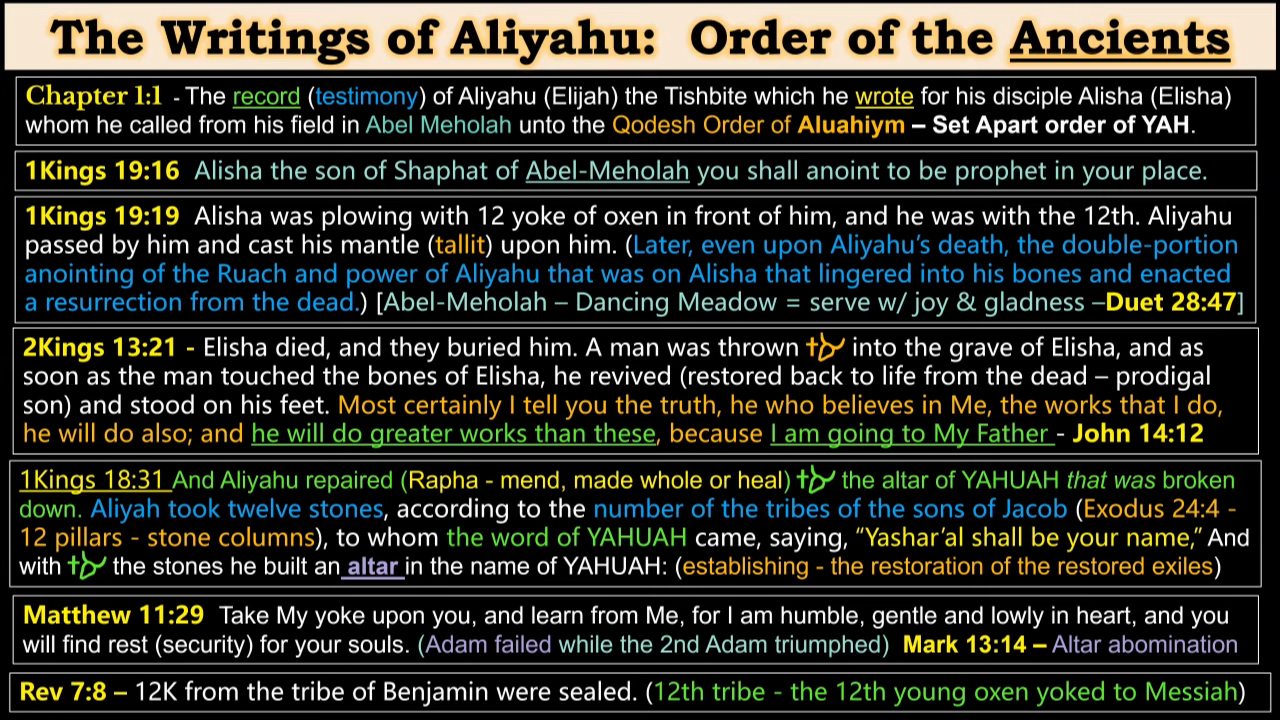 The Writings of Aliyahu: Order of the Ancients
Chapter 1:1 - The record (testimony) of Aliyahu (Elijah) the Tishbite which he wrote for his disciple Alisha (Elisha)
whom he called from his field in Abel Meholah unto the Qodesh Order of Aluahiym – Set Apart order of YAH.
1Kings 19:16 Alisha the son of Shaphat of Abel-Meholah you shall anoint to be prophet in your place.
1Kings 19:19 Alisha was plowing with 12 yoke of oxen in front of him, and he was with the 12th. Aliyahu
passed by him and cast his mantle (tallit) upon him. (Later, even upon Aliyahu’s death, the double-portion
anointing of the Ruach and power of Aliyahu that was on Alisha that lingered into his bones and enacted
a resurrection from the dead.) [Abel-Meholah – Dancing Meadow = serve w/ joy & gladness –Duet 28:47]
2Kings 13:21 - Elisha died, and they buried him. A man was thrown into the grave of Elisha, and as
soon as the man touched the bones of Elisha, he revived (restored back to life from the dead – prodigal
son) and stood on his feet. Most certainly I tell you the truth, he who believes in Me, the works that I do,
he will do also; and he will do greater works than these, because I am going to My Father - John 14:12
1Kings 18:31 And Aliyahu repaired (Rapha - mend, made whole or heal) the altar of YAHUAH that was broken
down. Aliyah took twelve stones, according to the number of the tribes of the sons of Jacob (Exodus 24:4 -
12 pillars - stone columns), to whom the word of YAHUAH came, saying, “Yashar’al shall be your name,” And
with the stones he built an altar in the name of YAHUAH: (establishing - the restoration of the restored exiles)
Matthew 11:29 Take My yoke upon you, and learn from Me, for I am humble, gentle and lowly in heart, and you
will find rest (security) for your souls. (Adam failed while the 2nd Adam triumphed) Mark 13:14 – Altar abomination
Rev 7:8 – 12K from the tribe of Benjamin were sealed. (12th tribe - the 12th young oxen yoked to Messiah)